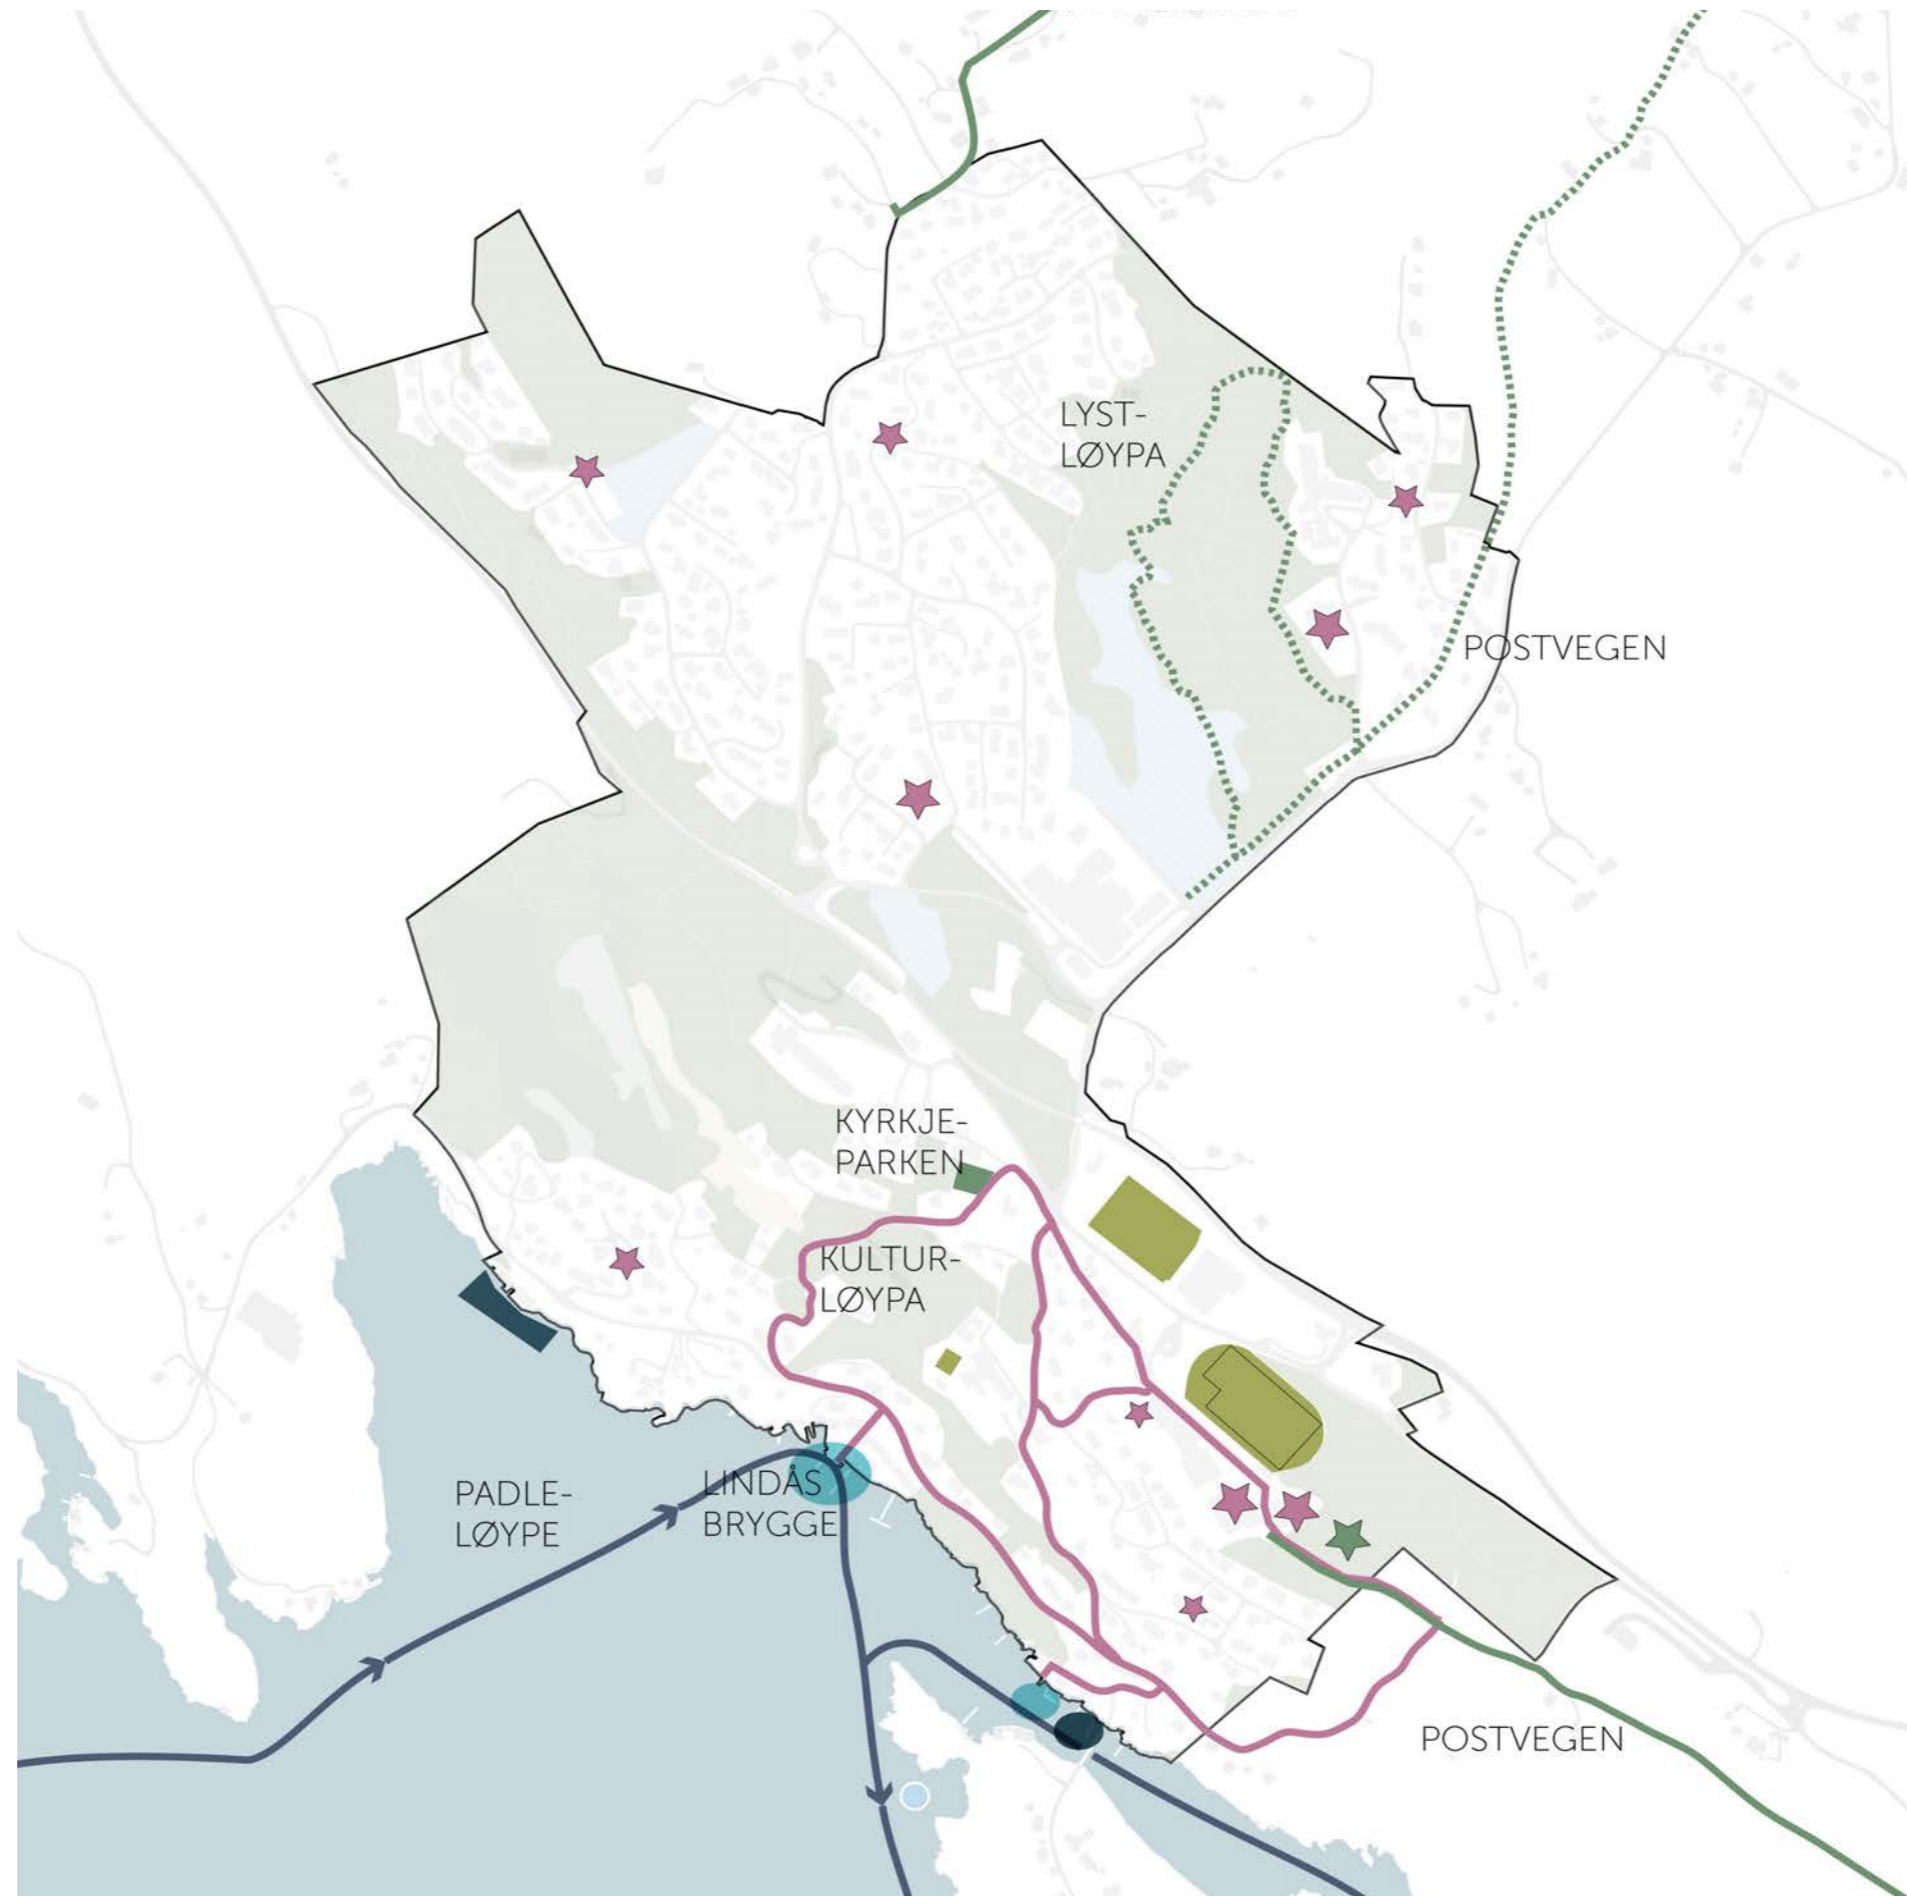 LYST-
LØYPA
POSTVEGEN
KYRKJE-
PARKEN
KULTUR-
LØYPA
PADLE-
LØYPE
LINDÅS
BRYGGE
POSTVEGEN